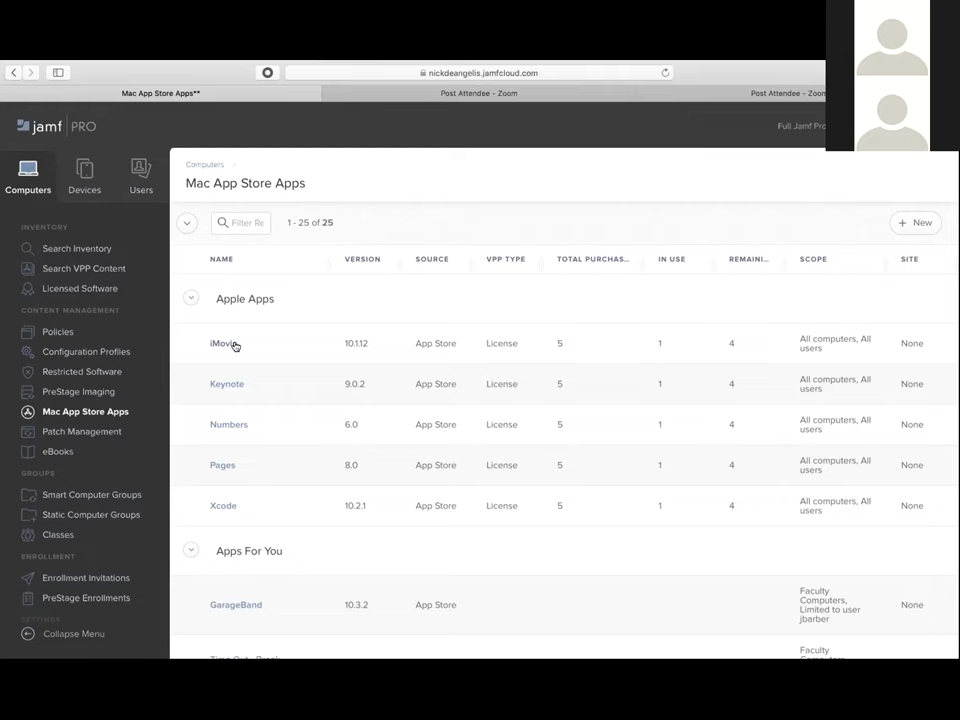 nickdeangelis.jamfcloud.com
Mac App Store Apps**
Post Attendee - Zoom
Post Attendee - Zoom
jamf PRO
Full Jamf Pro
Computers
Devices
Users
INVENTORY
Search Inventory
Search VPP Content
Licensed Software
CONTENT MANAGEMENT
Policies
Configuration Profiles
Restricted Software
PreStage Imaging
Mac App Store Apps
Patch Management
eBooks
GROUPS
Smart Computer Groups
Static Computer Groups
Classes
ENROLLMENT
Enrollment Invitations
PreStage Enrollments
SETTINGS
Collapse Menu
Computers
Mac App Store Apps
Filter Re
1 - 25 of 25
+ New
NAME VERSION SOURCE VPP TYPE TOTAL PURCHAS... IN USE REMAINI... SCOPE SITE
Apple Apps
iMovie 10.1.12 App Store License 5 1 4 All computers, All users None
Keynote 9.0.2 App Store License 5 1 4 All computers, All users None
Numbers 6.0 App Store License 5 1 4 All computers, All users None
Pages 8.0 App Store License 5 1 4 All computers, All users None
Xcode 10.2.1 App Store License 5 1 4 All computers, All users None
Apps For You
GarageBand 10.3.2 App Store Faculty Computers, Limited to user jbarber None
Faculty